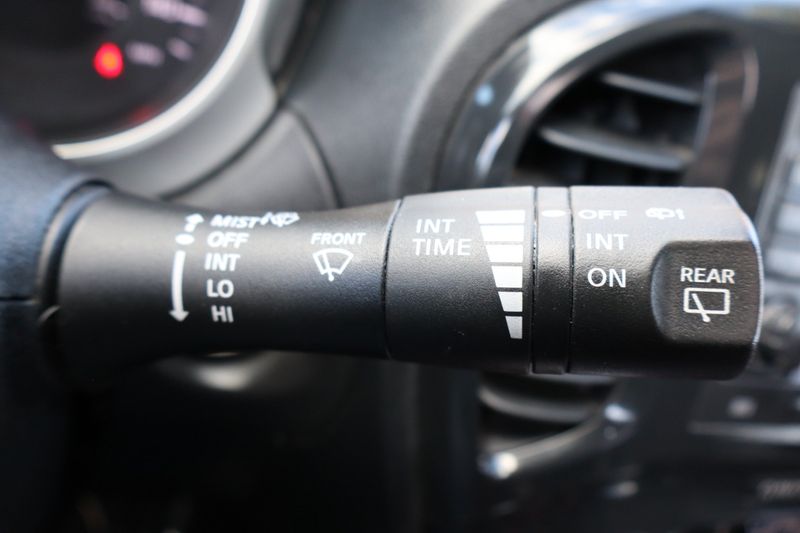 MIST
OFF
INT
LO
HI
FRONT
INT
TIME
OFF
INT
ON
REAR